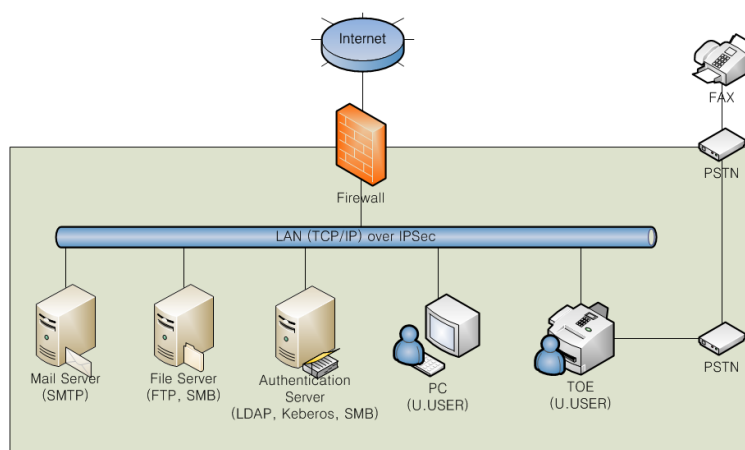 Internet
FAX
PSTN
Firewall
LAN (TCP/IP) over IPSec
Mail Server
(SMTP)
File Server
(FTP, SMB)
Authentication
Server
(LDAP, Keberos, SMB)
PC
(U.USER)
TOE
(U.USER)
PSTN